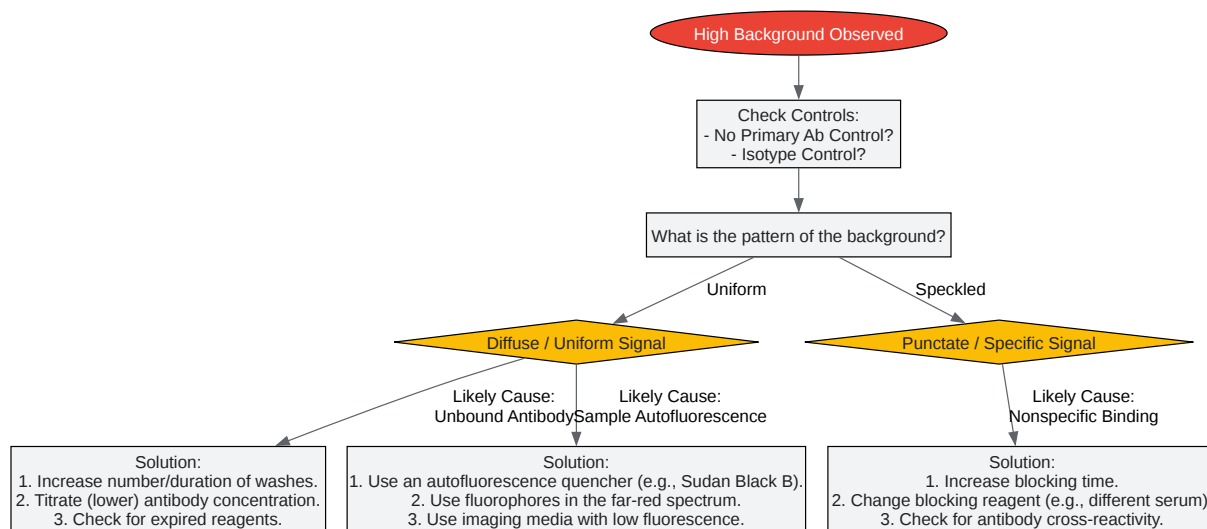 High Background Observed
Check Controls:
- No Primary Ab Control?
- Isotype Control?
What is the pattern of the background?
Uniform
Speckled
Diffuse / Uniform Signal
Punctate / Specific Signal
Likely Cause:
Unbound Antibody
Likely Cause:
Sample Autofluorescence
Likely Cause:
Nonspecific Binding
Solution:
1. Increase number/duration of washes.
2. Titrate (lower) antibody concentration.
3. Check for expired reagents.
Solution:
1. Use an autofluorescence quencher (e.g., Sudan Black B).
2. Use fluorophores in the far-red spectrum.
3. Use imaging media with low fluorescence.
Solution:
1. Increase blocking time.
2. Change blocking reagent (e.g., different serum).
3. Check for antibody cross-reactivity.